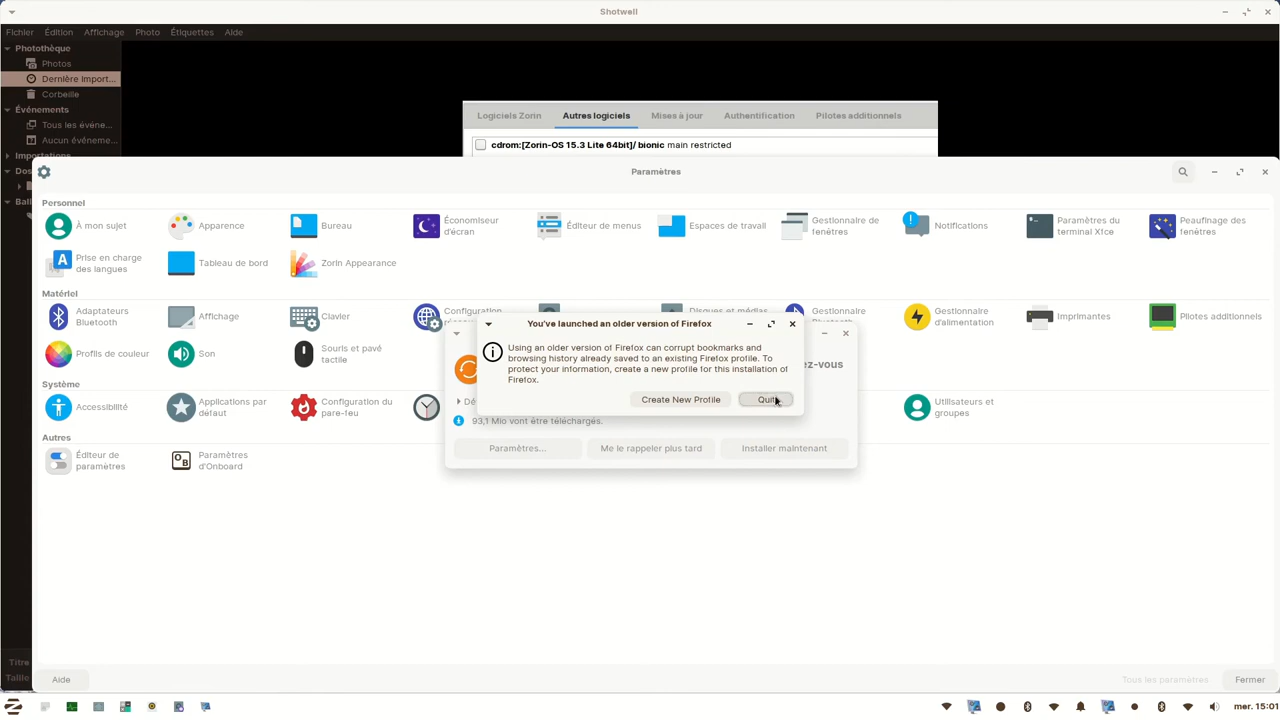 Shotwell
Fichier Édition Affichage Photo Étiquettes Aide
Photothèque
Photos
Dernière import...
Corbeille
Événements
Tous les événe...
Aucun événeme...
Importations
Logiciels Zorin Autres logiciels Mises à jour Authentification Pilotes additionnels
cdrom:[Zorin-OS 15.3 Lite 64bit]/ bionic main restricted
Paramètres
Personnel
À mon sujet
Apparence
Bureau
Économiseur
d'écran
Éditeur de menus
Espaces de travail
Gestionnaire de
fenêtres
Notifications
Paramètres du
terminal Xfce
Peaufinage des
fenêtres
Prise en charge
des langues
Tableau de bord
Zorin Appearance
Matériel
Adaptateurs
Bluetooth
Affichage
Clavier
Configuration
Disques et médias
Gestionnaire
Gestionnaire
d'alimentation
Imprimantes
Pilotes additionnels
Profils de couleur
Son
Souris et pavé
tactile
Système
Accessibilité
Applications par
défaut
Configuration du
pare-feu
Utilisateurs et
groupes
Autres
Éditeur de
paramètres
Paramètres
d'Onboard
You've launched an older version of Firefox
Using an older version of Firefox can corrupt bookmarks and
browsing history already saved to an existing Firefox profile. To
protect your information, create a new profile for this installation of
Firefox.
Create New Profile Quit
ez-vous
93,1 Mio vont être téléchargés.
Paramètres... Me le rappeler plus tard Installer maintenant
Titre
Taille
Aide Tous les paramètres Fermer
mer. 15:01